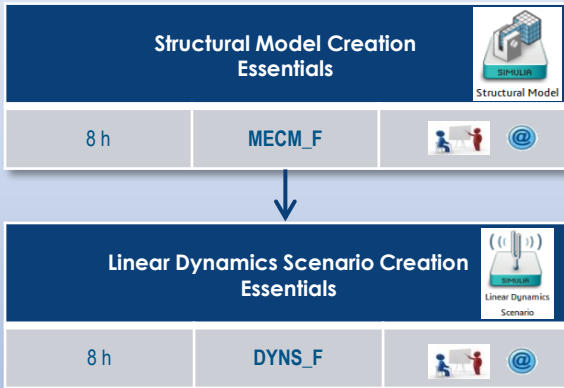 Structural Model Creation
Essentials
SIMULIA
Structural Model
8 h
MECM_F
@
Linear Dynamics Scenario Creation
Essentials
SIMULIA
Linear Dynamics
Scenario
8 h
DYNS_F
@